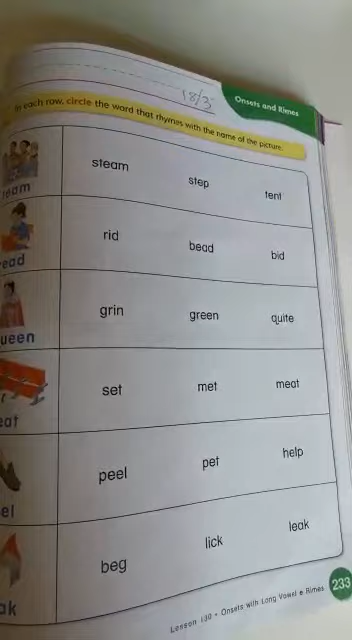 18/3
Onsets and Rimes
In each row, circle the word that rhymes with the name of the picture.
steam step tent
eam
rid bead bid
ead
grin green quite
ueen
set met meat
eat
peel pet help
el
beg lick leak
ak
Lesson 130 • Onsets with Long Vowel e Rimes 233